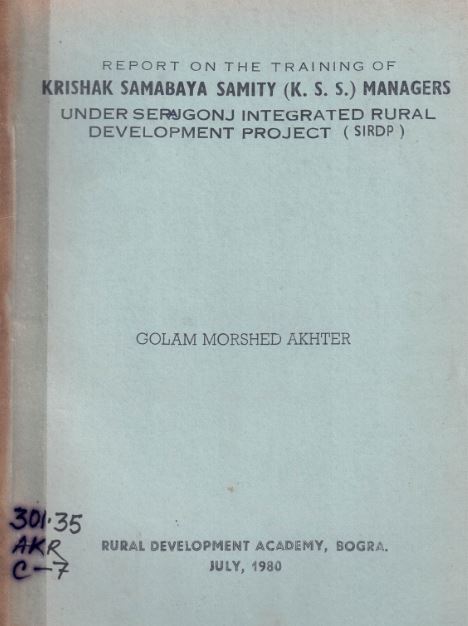 REPORT ON THE TRAINING OF
KRISHAK SAMABAYA SAMITY (K. S. S.) MANAGERS
UNDER SERAJGONJ INTEGRATED RURAL
DEVELOPMENT PROJECT ( SIRDP )
GOLAM MORSHED AKHTER
301.35
AKR
C-7
RURAL DEVELOPMENT ACADEMY, BOGRA.
JULY, 1980